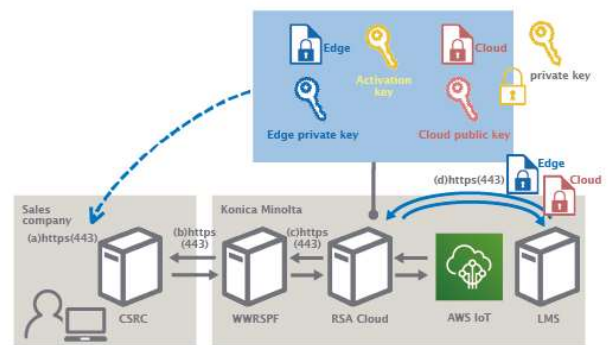 Edge
Cloud
Activation
key
private key
Edge private key
Cloud public key
Edge
(d)https(443)
Cloud
Sales
company
Konica Minolta
(a)https(443)
(b)https
(443)
(c)https
(443)
CSRC
WWRSPF
RSA Cloud
AWS IoT
LMS